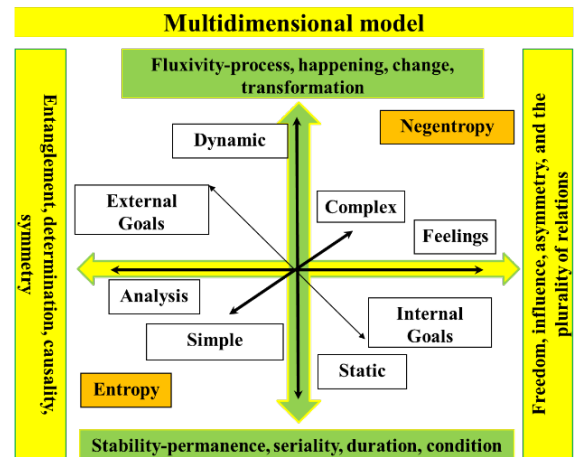 Multidimensional model
Fluxivity-process, happening, change,
transformation
Entanglement, determination, causality,
symmetry
Freedom, influence, asymmetry, and the
plurality of relations
Dynamic
Negentropy
External
Goals
Complex
Feelings
Analysis
Simple
Internal
Goals
Static
Entropy
Stability-permanence, seriality, duration, condition